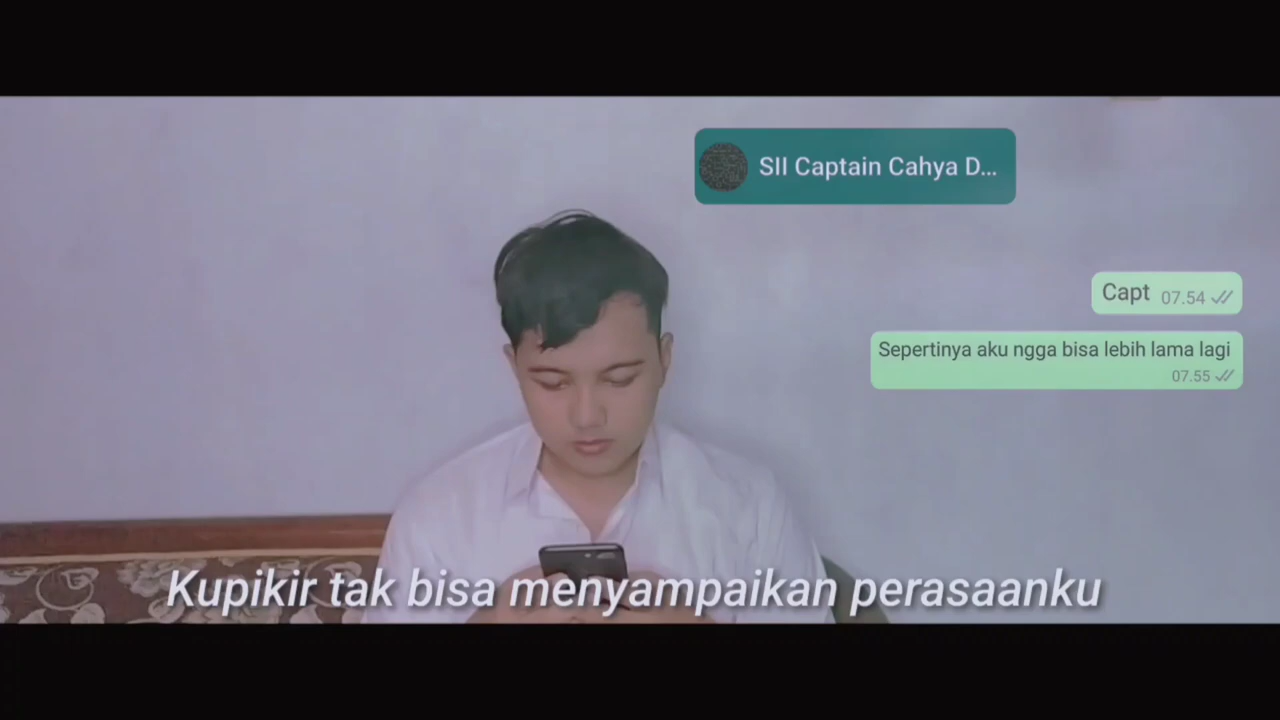 SII Captain Cahya D...
Capt 07.54
Sepertinya aku ngga bisa lebih lama lagi
07.55
Kupikir tak bisa menyampaikan perasaanku